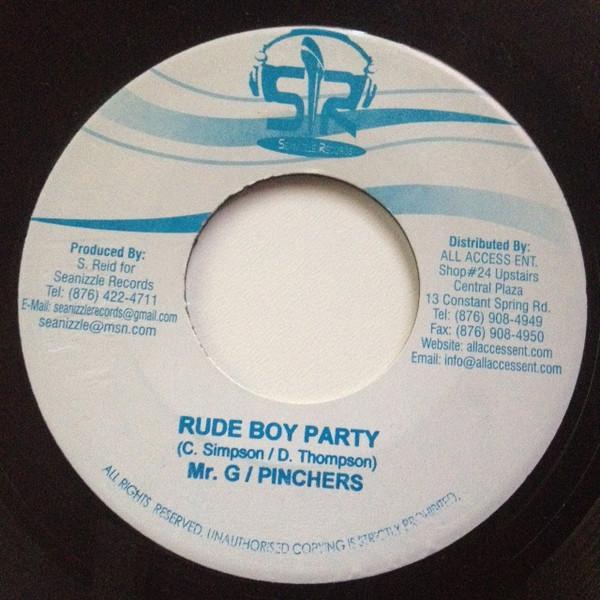 SR
SEANIZZLE RECORDS
Produced By:
S. Reid for
Seanizzle Records
Tel: (876) 422-4711
E-Mail: seanizzlerecords@gmail.com
seanizzle@msn.com
Distributed By:
ALL ACCESS ENT.
Shop#24 Upstairs
Central Plaza
13 Constant Spring Rd.
Tel: (876) 908-4949
Fax: (876) 908-4950
Website: allaccessent.com
Email: info@allaccessent.com
RUDE BOY PARTY
(C. Simpson / D. Thompson)
Mr. G / PINCHERS
ALL RIGHTS RESERVED, UNAUTHORISED COPYING IS STRICTLY PROHIBITED.